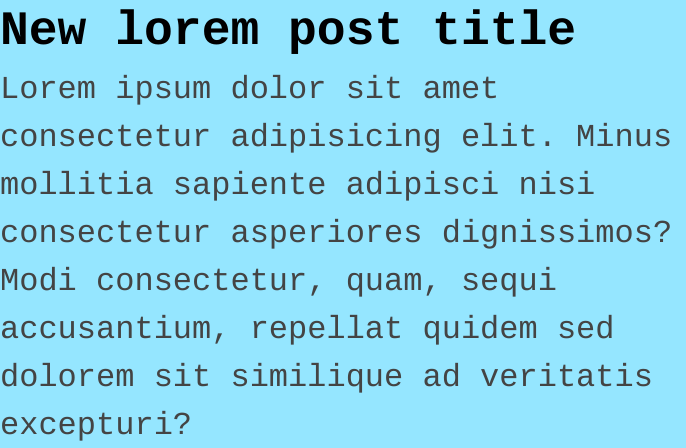 New lorem post title
Lorem ipsum dolor sit amet
consectetur adipisicing elit. Minus
mollitia sapiente adipisci nisi
consectetur asperiores dignissimos?
Modi consectetur, quam, sequi
accusantium, repellat quidem sed
dolorem sit similique ad veritatis
excepturi?